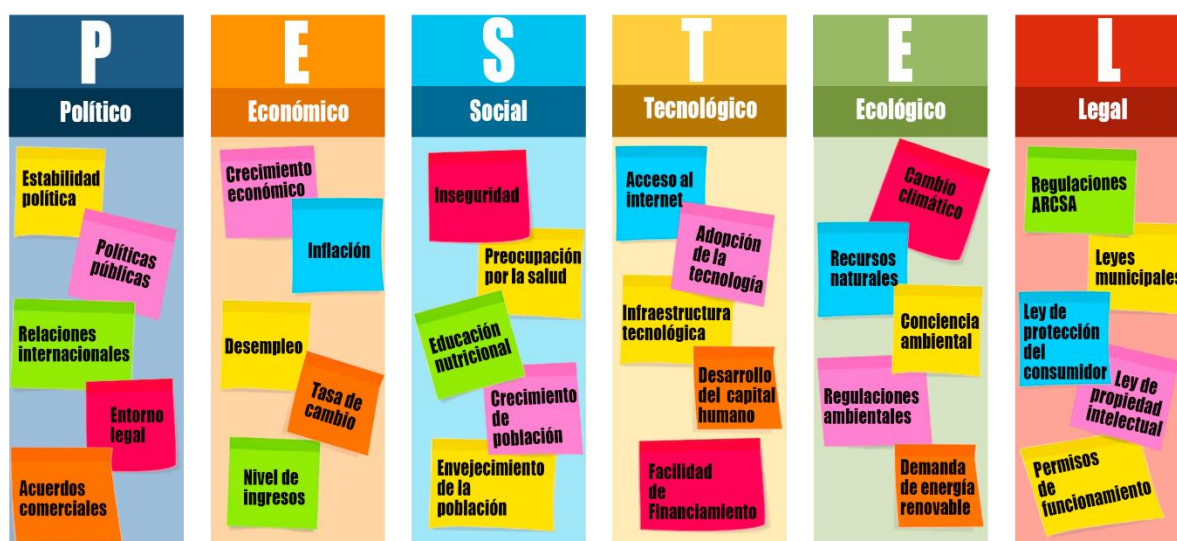 P
Político
Estabilidad
política
Políticas
públicas
Relaciones
internacionales
Entorno
legal
Acuerdos
comerciales
E
Económico
Crecimiento
económico
Inflación
Desempleo
Tasa de
cambio
Nivel de
ingresos
S
Social
Inseguridad
Preocupación
por la salud
Educación
nutricional
Crecimiento
de
población
Envejecimiento
de la
población
T
Tecnológico
Acceso al
internet
Adopción
de la
tecnología
Infraestructura
tecnológica
Desarrollo
del capital
humano
Facilidad
de
Financiamiento
E
Ecológico
Cambio
climático
Recursos
naturales
Conciencia
ambiental
Regulaciones
ambientales
Demanda
de energía
renovable
L
Legal
Regulaciones
ARCSA
Leyes
municipales
Ley de
protección
del
consumidor
Ley de
propiedad
intelectual
Permisos
de
funcionamiento